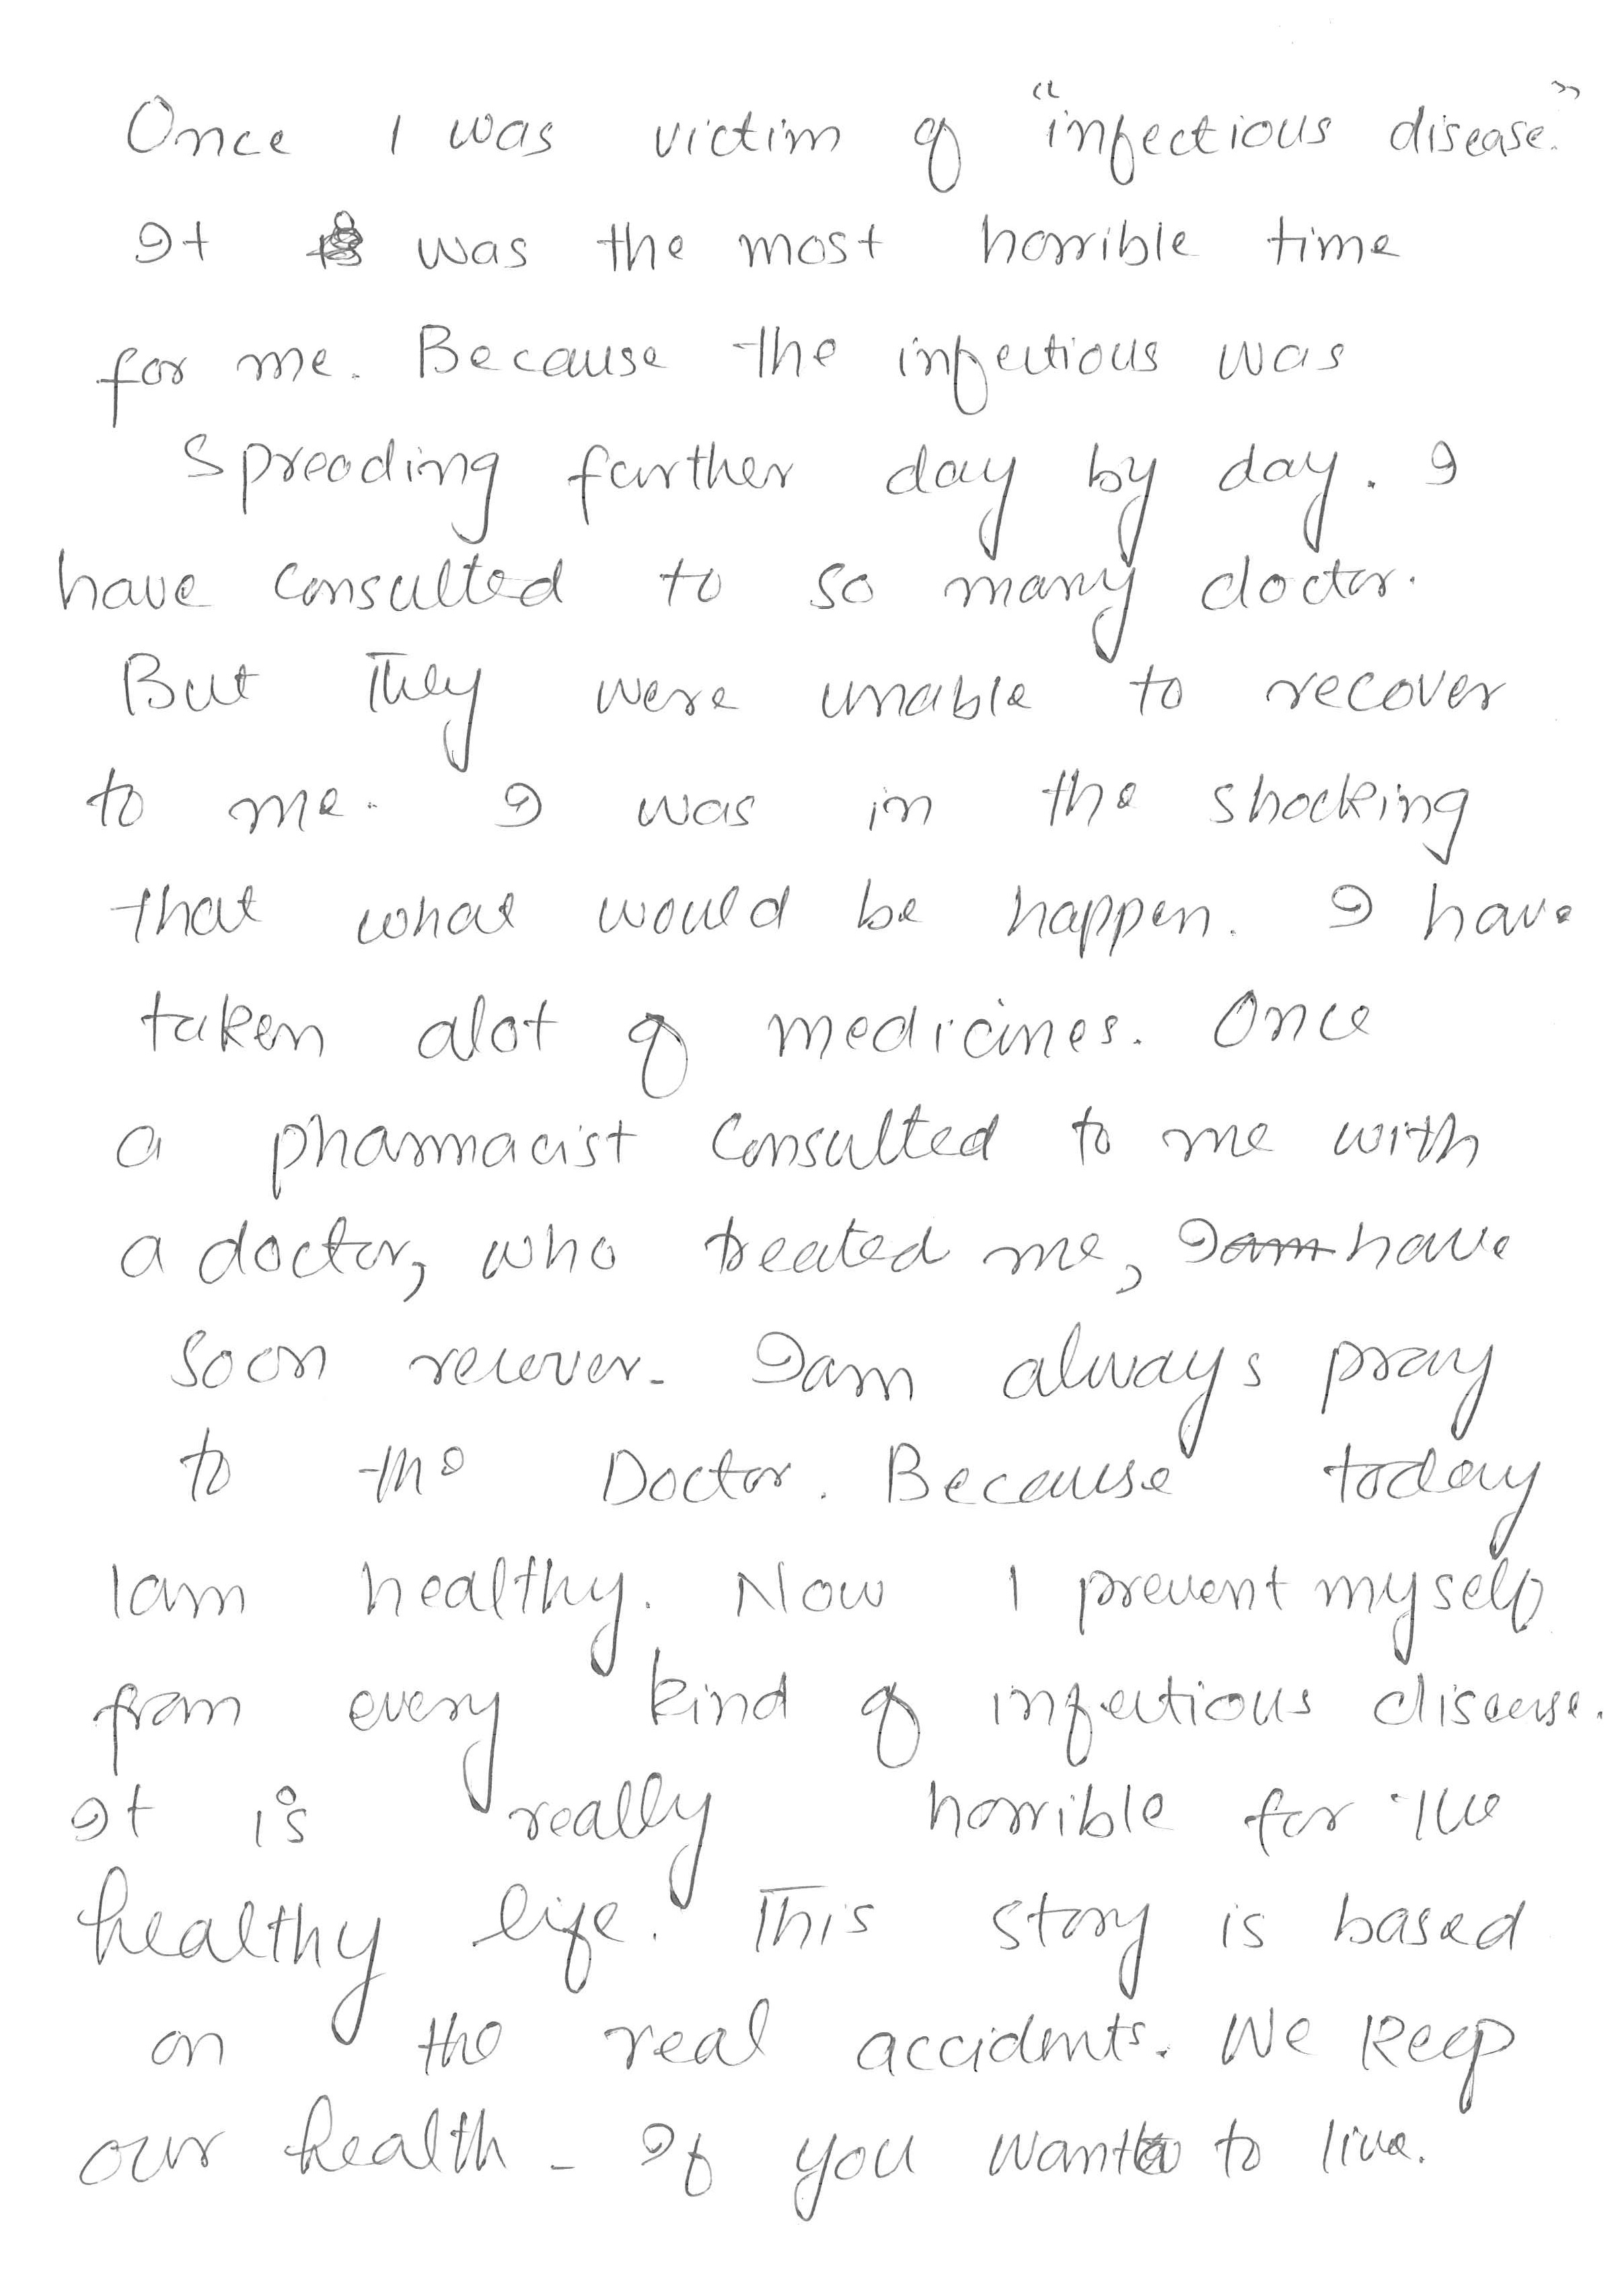 Once I was victim of "infectious disease."
It was the most horrible time
for me. Because the infectious was
spreading further day by day. I
have consulted to so many doctor.
But They were unable to recover
to me. I was in the shocking
that what would be happen. I have
taken alot of medicines. Once
a pharmacist consulted to me with
a doctor, who treated me, I am have
soon recover. Iam always pray
to the Doctor. Because today
Iam healthy. Now I prevent myself
from every kind of infectious disease.
It is really horrible for the
healthy life. This story is based
on the real accidents. We keep
our health - If you want to live.